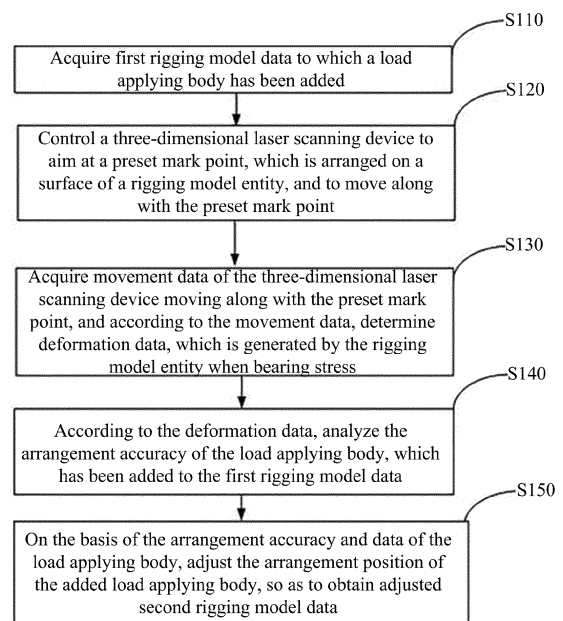 S110
Acquire first rigging model data to which a load
applying body has been added
S120
Control a three-dimensional laser scanning device to
aim at a preset mark point, which is arranged on a
surface of a rigging model entity, and to move along
with the preset mark point
S130
Acquire movement data of the three-dimensional laser
scanning device moving along with the preset mark
point, and according to the movement data, determine
deformation data, which is generated by the rigging
model entity when bearing stress
S140
According to the deformation data, analyze the
arrangement accuracy of the load applying body, which
has been added to the first rigging model data
S150
On the basis of the arrangement accuracy and data of the
load applying body, adjust the arrangement position of
the added load applying body, so as to obtain adjusted
second rigging model data